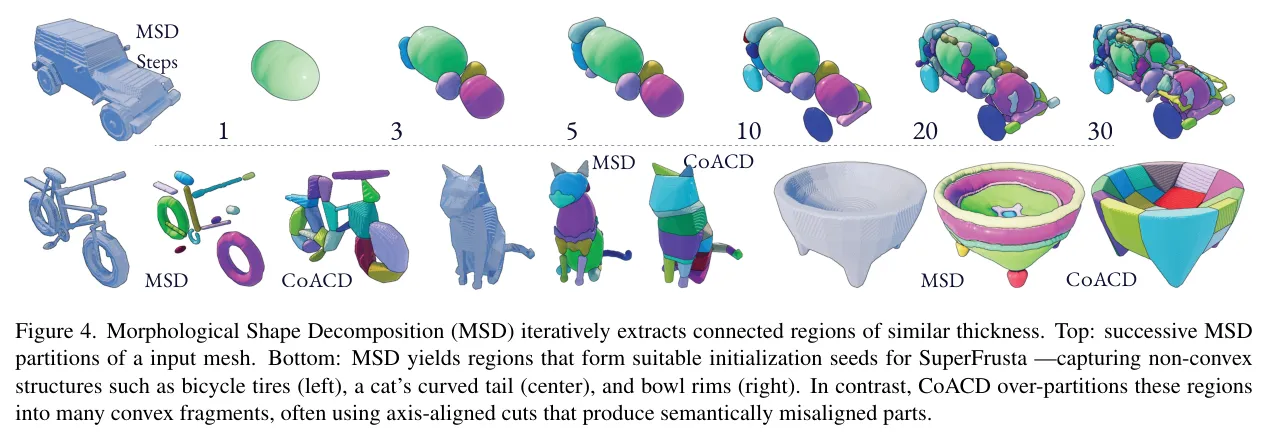 MSD
Steps
1
3
5
10
20
30
MSD
CoACD
MSD
CoACD
MSD
CoACD
Figure 4. Morphological Shape Decomposition (MSD) iteratively extracts connected regions of similar thickness. Top: successive MSD
partitions of a input mesh. Bottom: MSD yields regions that form suitable initialization seeds for SuperFrusta —capturing non-convex
structures such as bicycle tires (left), a cat's curved tail (center), and bowl rims (right). In contrast, CoACD over-partitions these regions
into many convex fragments, often using axis-aligned cuts that produce semantically misaligned parts.